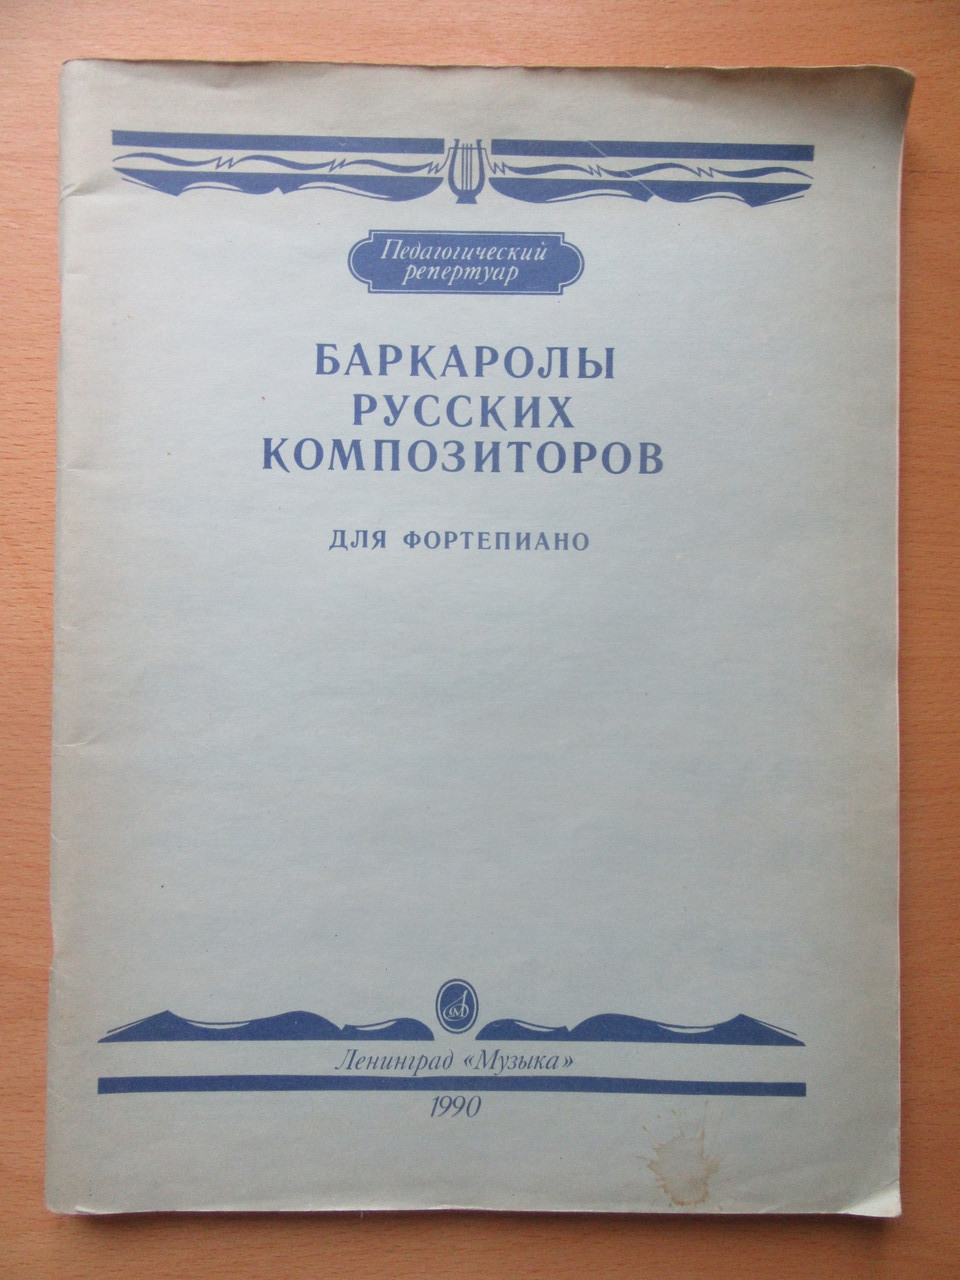 Педагогический
репертуар
БАРКАРОЛЫ
РУССКИХ
КОМПОЗИТОРОВ
ДЛЯ ФОРТЕПИАНО
Ленинград «Музыка»
1990